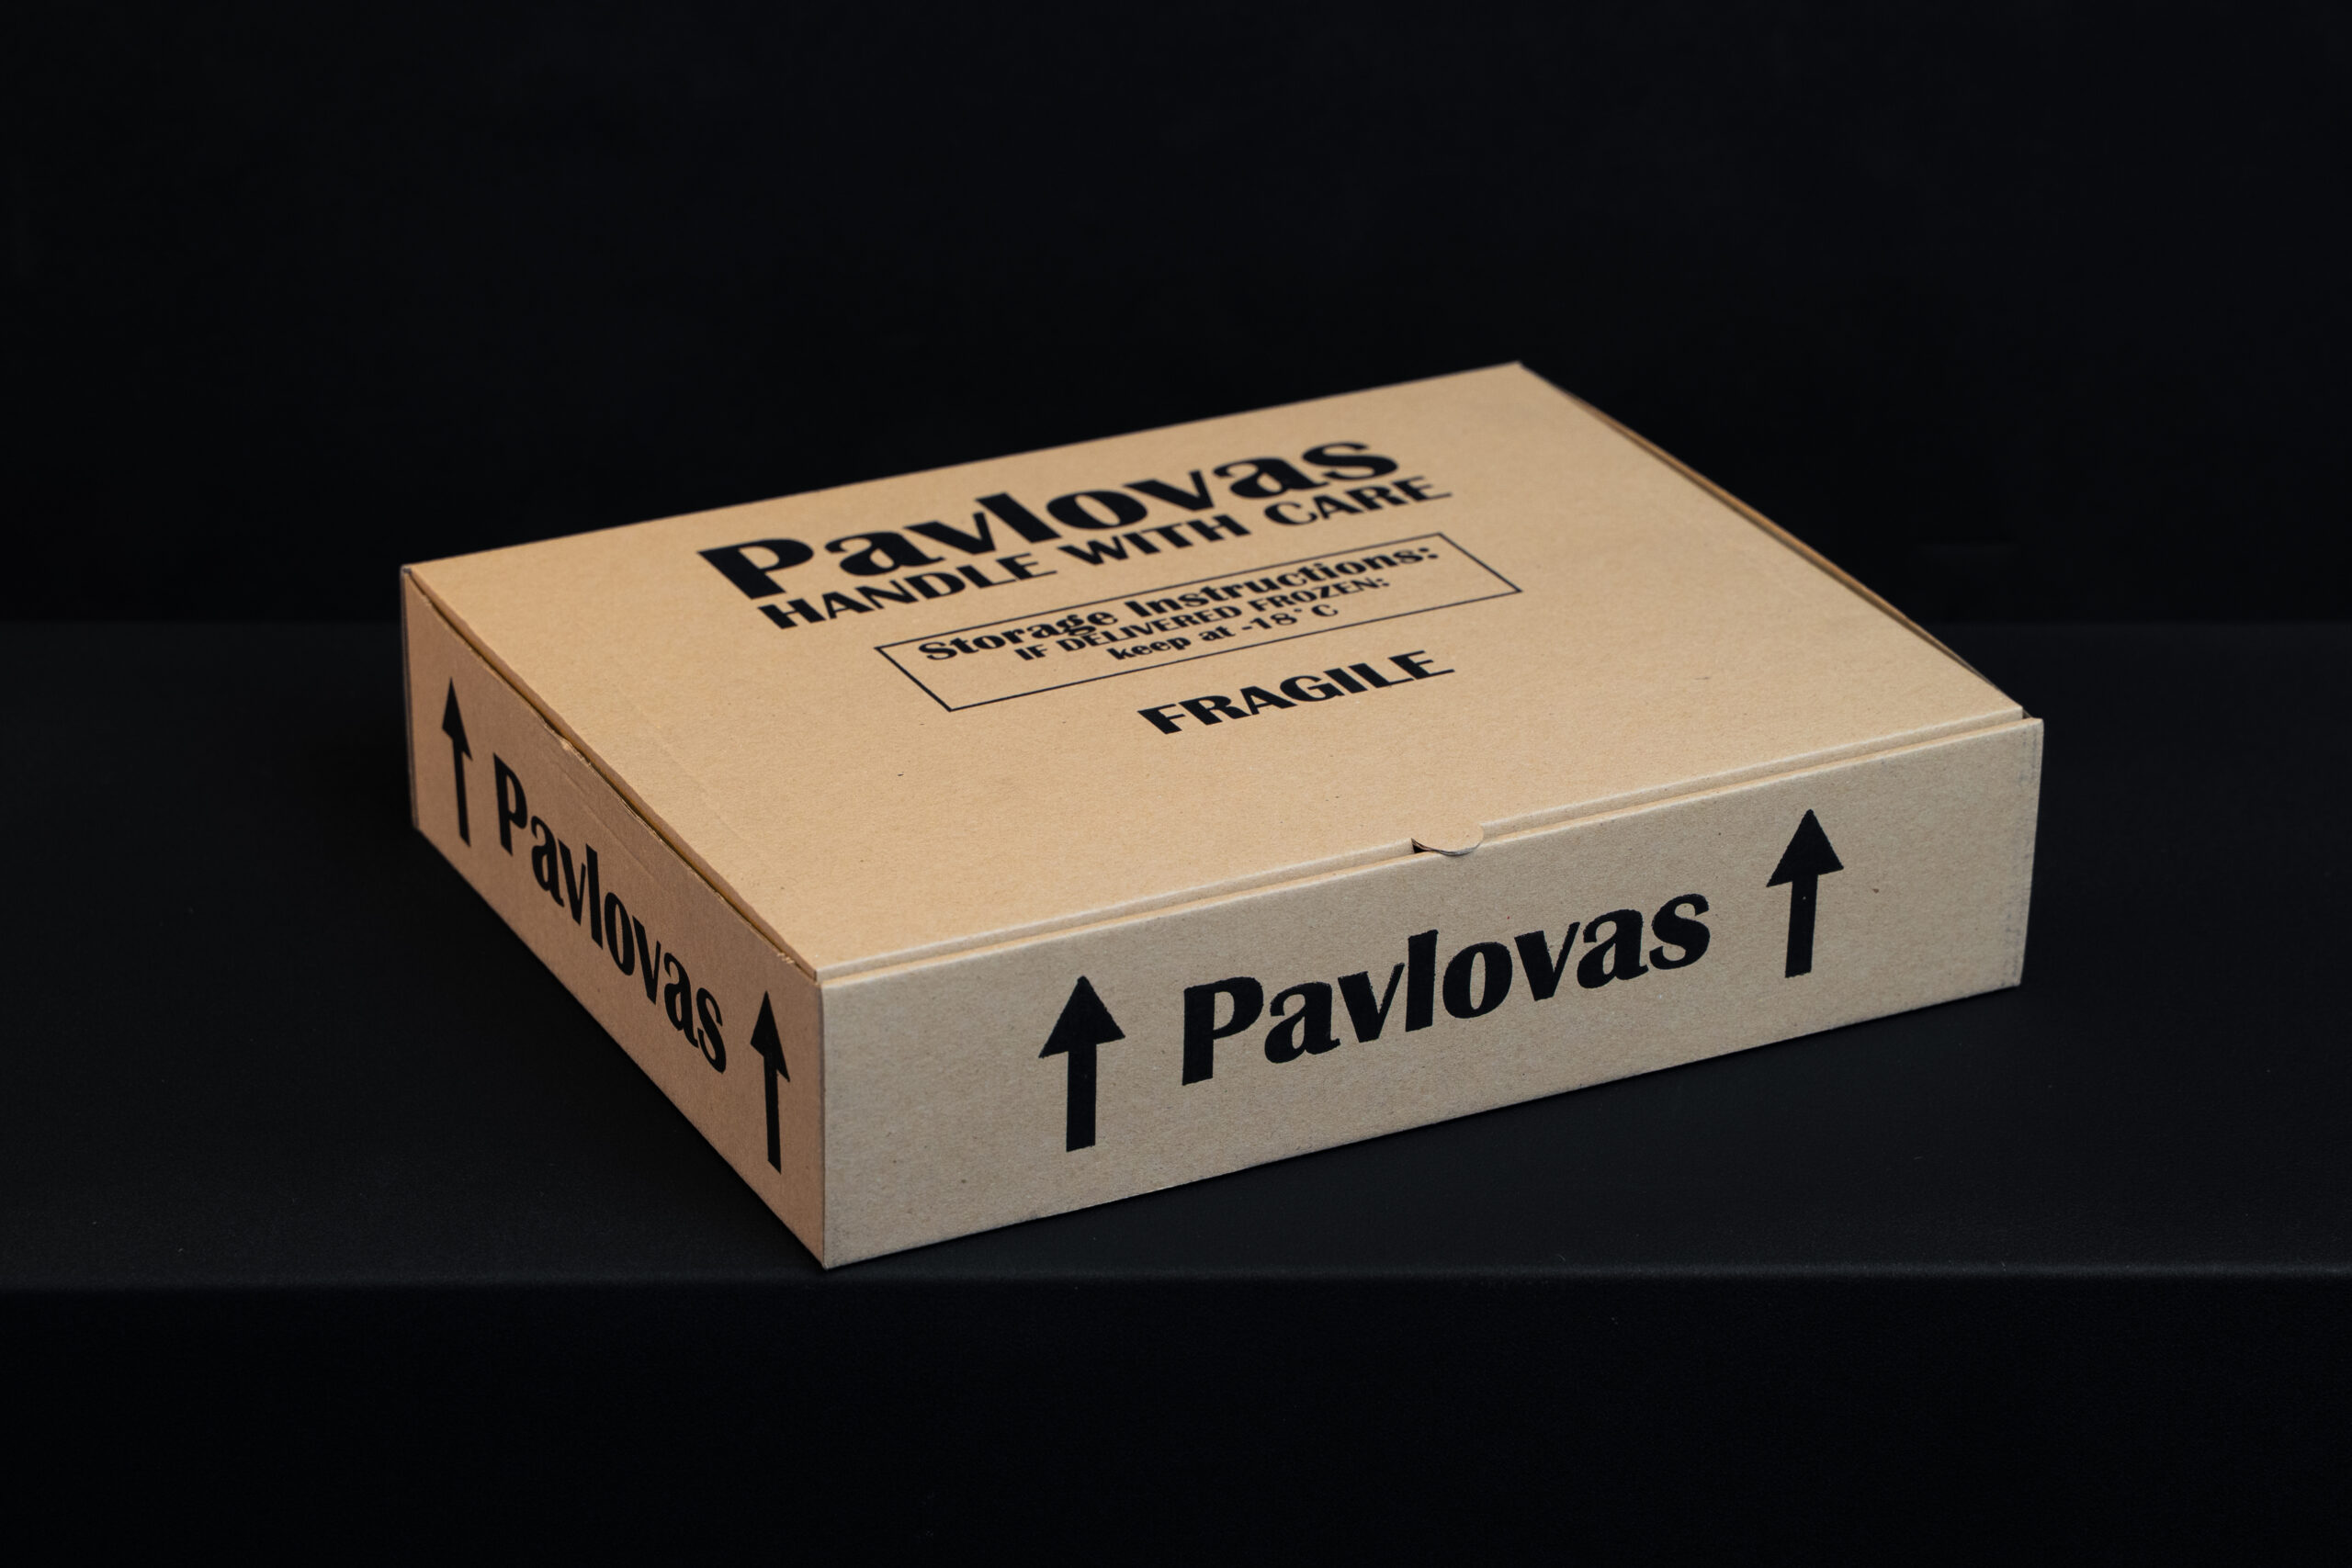 Pavlovas
HANDLE WITH CARE
Storage Instructions:
IF DELIVERED FROZEN:
keep at -18° C
FRAGILE
Pavlovas
Pavlovas